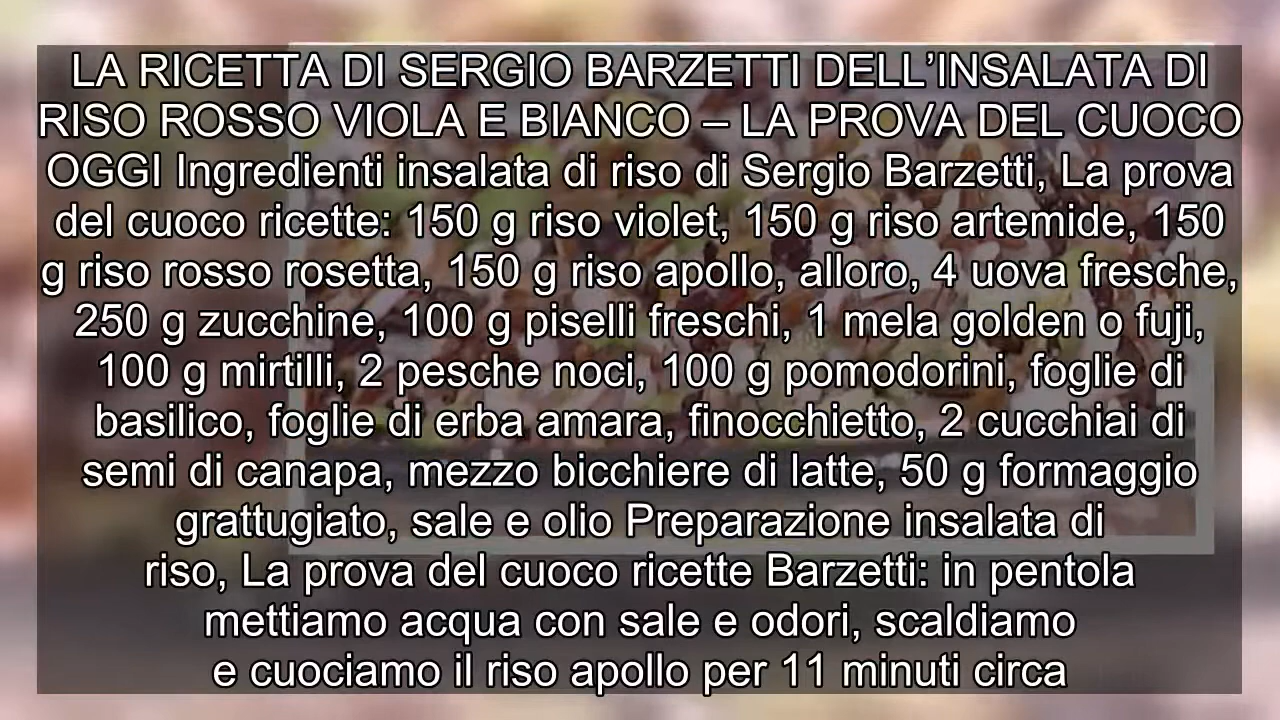 LA RICETTA DI SERGIO BARZETTI DELL’INSALATA DI
RISO ROSSO VIOLA E BIANCO – LA PROVA DEL CUOCO
OGGI Ingredienti insalata di riso di Sergio Barzetti, La prova
del cuoco ricette: 150 g riso violet, 150 g riso artemide, 150
g riso rosso rosetta, 150 g riso apollo, alloro, 4 uova fresche,
250 g zucchine, 100 g piselli freschi, 1 mela golden o fuji,
100 g mirtilli, 2 pesche noci, 100 g pomodorini, foglie di
basilico, foglie di erba amara, finocchietto, 2 cucchiai di
semi di canapa, mezzo bicchiere di latte, 50 g formaggio
grattugiato, sale e olio Preparazione insalata di
riso, La prova del cuoco ricette Barzetti: in pentola
mettiamo acqua con sale e odori, scaldiamo
e cuociamo il riso apollo per 11 minuti circa